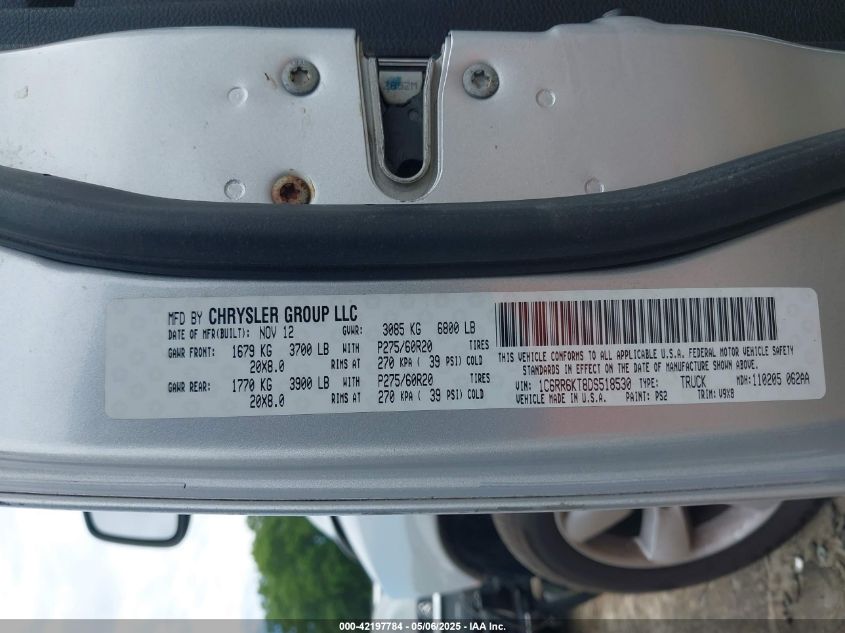 3892M
MFD BY CHRYSLER GROUP LLC
DATE OF MFR(BUILT): NOV 12 GVWR: 3085 KG 6800 LB
GAWR FRONT: 1679 KG 3700 LB WITH P275/60R20 TIRES
20X8.0 RIMS AT 270 KPA ( 39 PSI) COLD
GAWR REAR: 1770 KG 3900 LB WITH P275/60R20 TIRES
20X8.0 RIMS AT 270 KPA ( 39 PSI) COLD
THIS VEHICLE CONFORMS TO ALL APPLICABLE U.S.A. FEDERAL MOTOR VEHICLE SAFETY
STANDARDS IN EFFECT ON THE DATE OF MANUFACTURE SHOWN ABOVE
VIN: 1C6RR6KT8DS518530 TYPE: TRUCK MDH: 110205 062AA
VEHICLE MADE IN U.S.A. PAINT: PS2 TRIM: V9X8
000-42197784 - 05/06/2025 - IAA Inc.